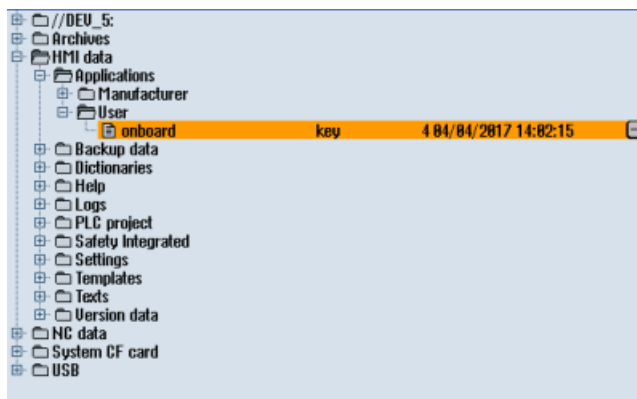 //DEV_5:
Archives
HMI data
Applications
Manufacturer
User
onboard key 4 04/04/2017 14:02:15
Backup data
Dictionaries
Help
Logs
PLC project
Safety Integrated
Settings
Templates
Texts
Version data
NC data
System CF card
USB